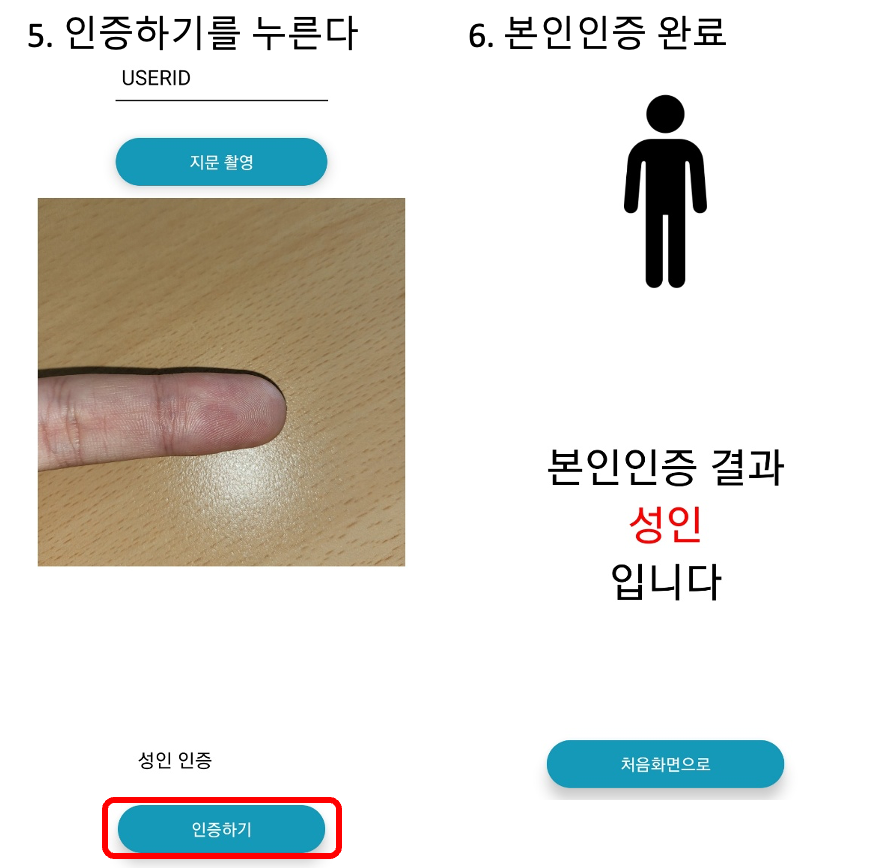 5. 인증하기를 누른다
USERID
지문 촬영
성인 인증
인증하기
6. 본인인증 완료
본인인증 결과
성인
입니다
처음화면으로